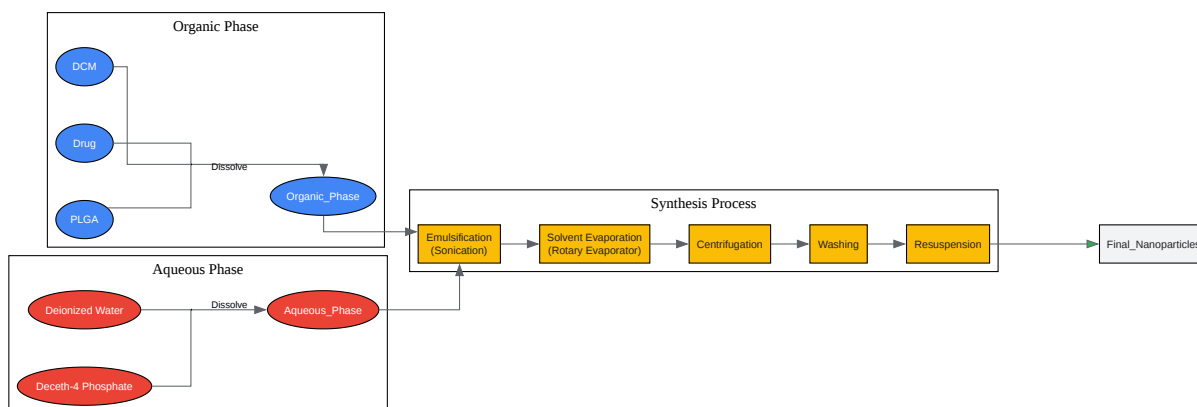 Organic Phase
DCM
Drug
Dissolve
PLGA
Organic_Phase
Aqueous Phase
Deionized Water
Dissolve
Aqueous_Phase
Deceth-4 Phosphate
Synthesis Process
Emulsification
(Sonication)
Solvent Evaporation
(Rotary Evaporator)
Centrifugation
Washing
Resuspension
Final_Nanoparticles